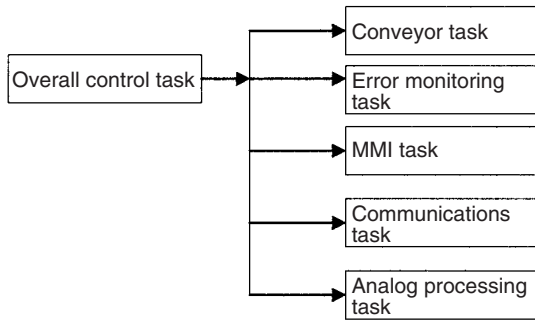 Overall control task
Conveyor task
Error monitoring
task
MMI task
Communications
task
Analog processing
task